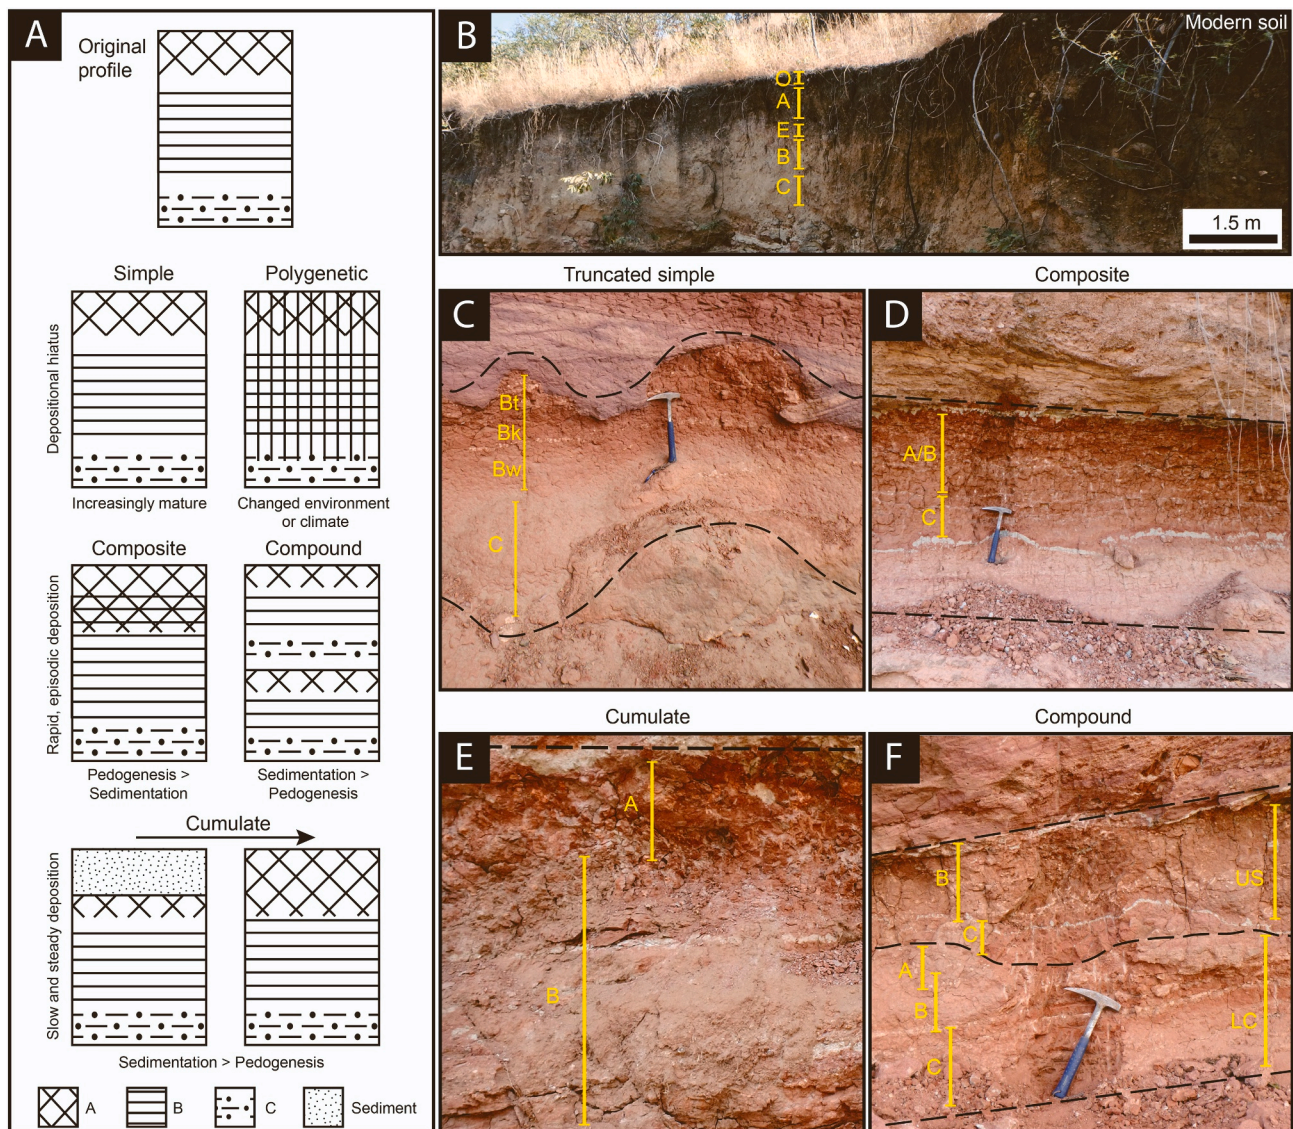 A
Original
profile
Simple
Polygenetic
Depositional hiatus
Increasingly mature
Changed environment
or climate
Composite
Compound
Rapid, episodic deposition
Pedogenesis >
Sedimentation
Sedimentation >
Pedogenesis
Cumulate
Slow and steady deposition
Sedimentation > Pedogenesis
A
B
C
Sediment
B
Modern soil
O
A
E
B
C
1.5 m
Truncated simple
C
Bt
Bk
Bw
C
Composite
D
A/B
C
Cumulate
E
A
B
Compound
F
B
US
C
A
B
LC
C